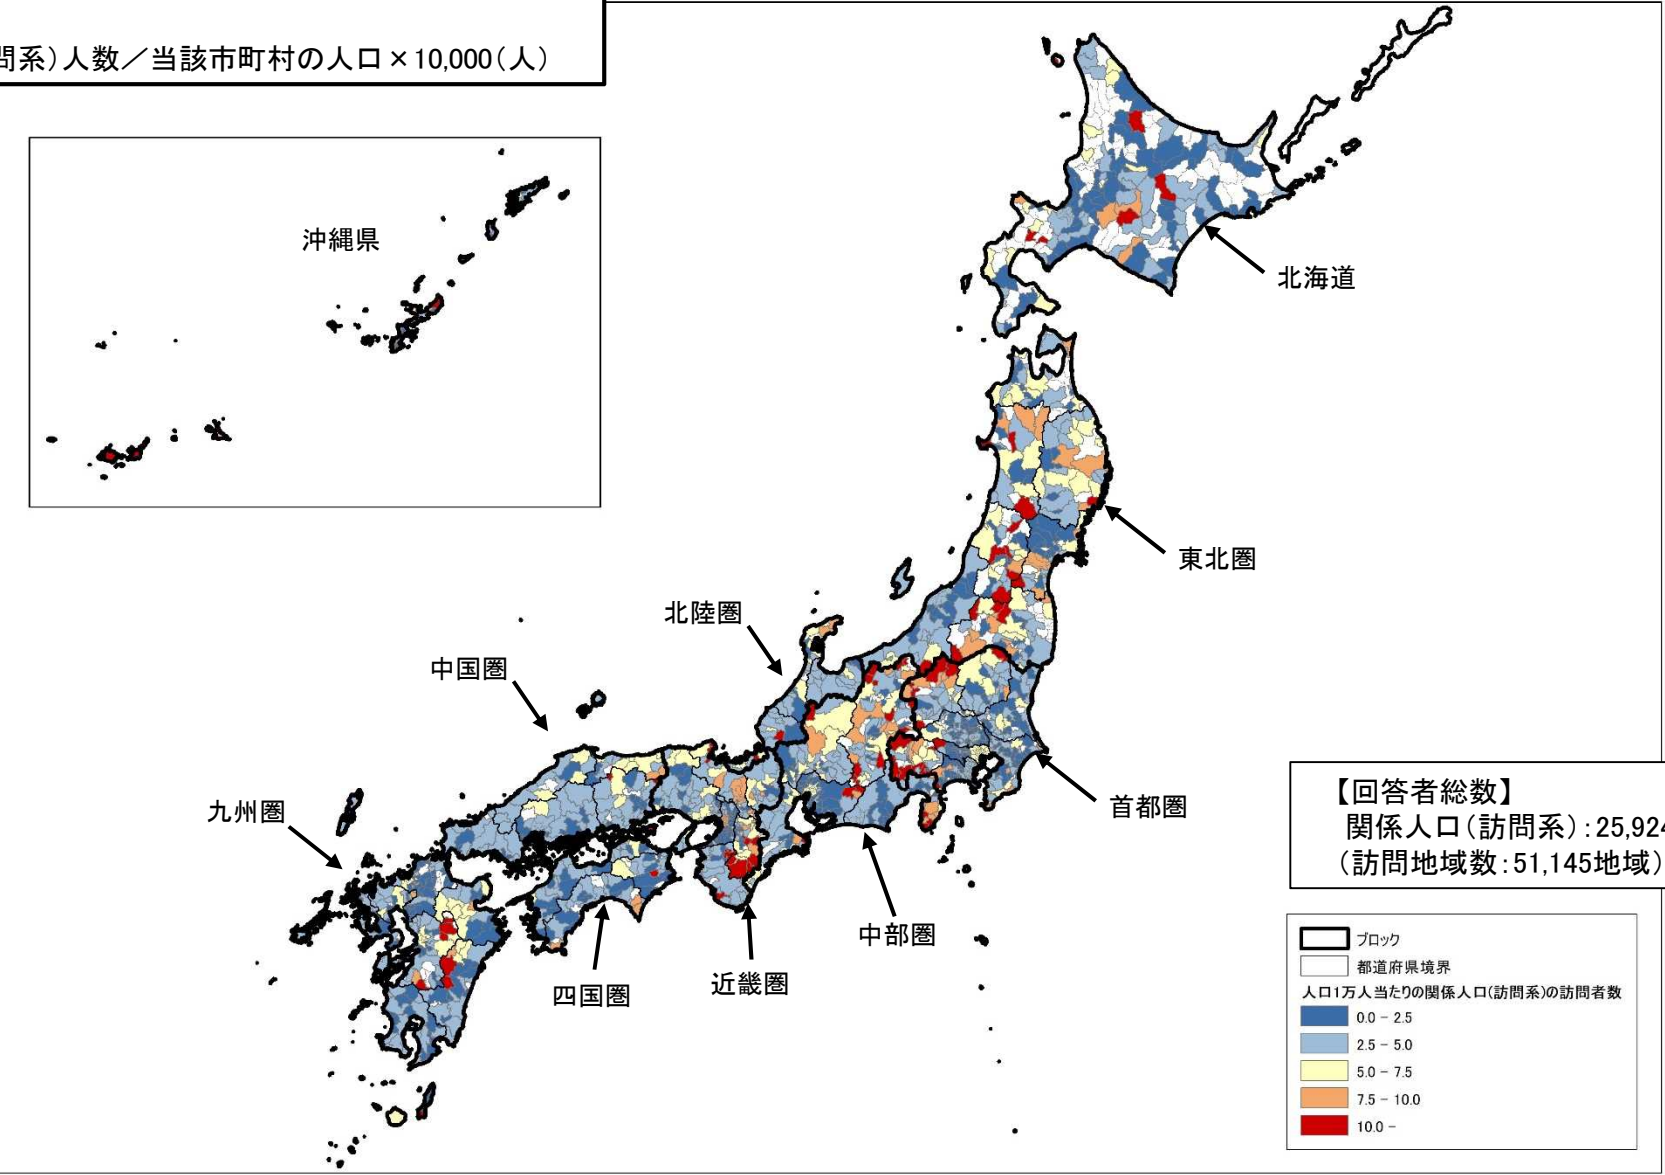 問系)人数/当該市町村の人口×10,000(人)
沖縄県
北海道
東北圏
北陸圏
中国圏
九州圏
首都圏
中部圏
近畿圏
四国圏
【回答者総数】
関係人口(訪問系):25,924
(訪問地域数:51,145地域)
ブロック
都道府県境界
人口1万人当たりの関係人口(訪問系)の訪問者数
0.0 - 2.5
2.5 - 5.0
5.0 - 7.5
7.5 - 10.0
10.0 -